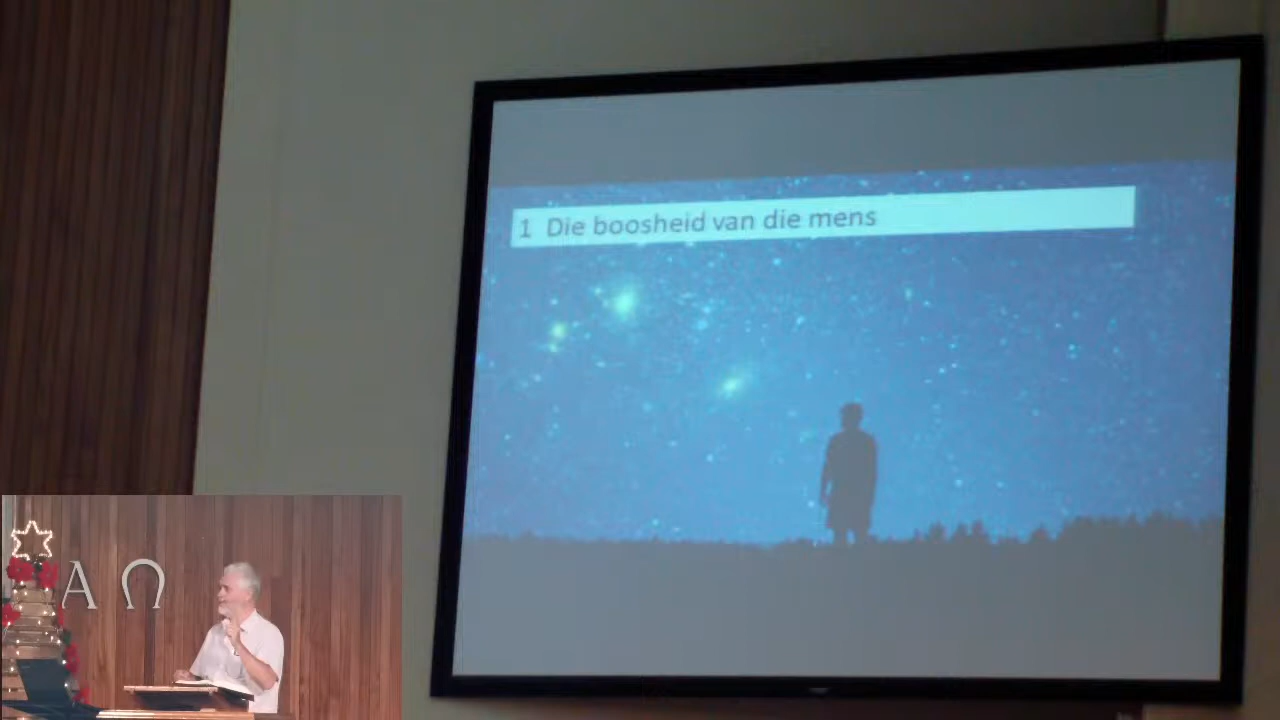 1 Die boosheid van die mens
Α Ω